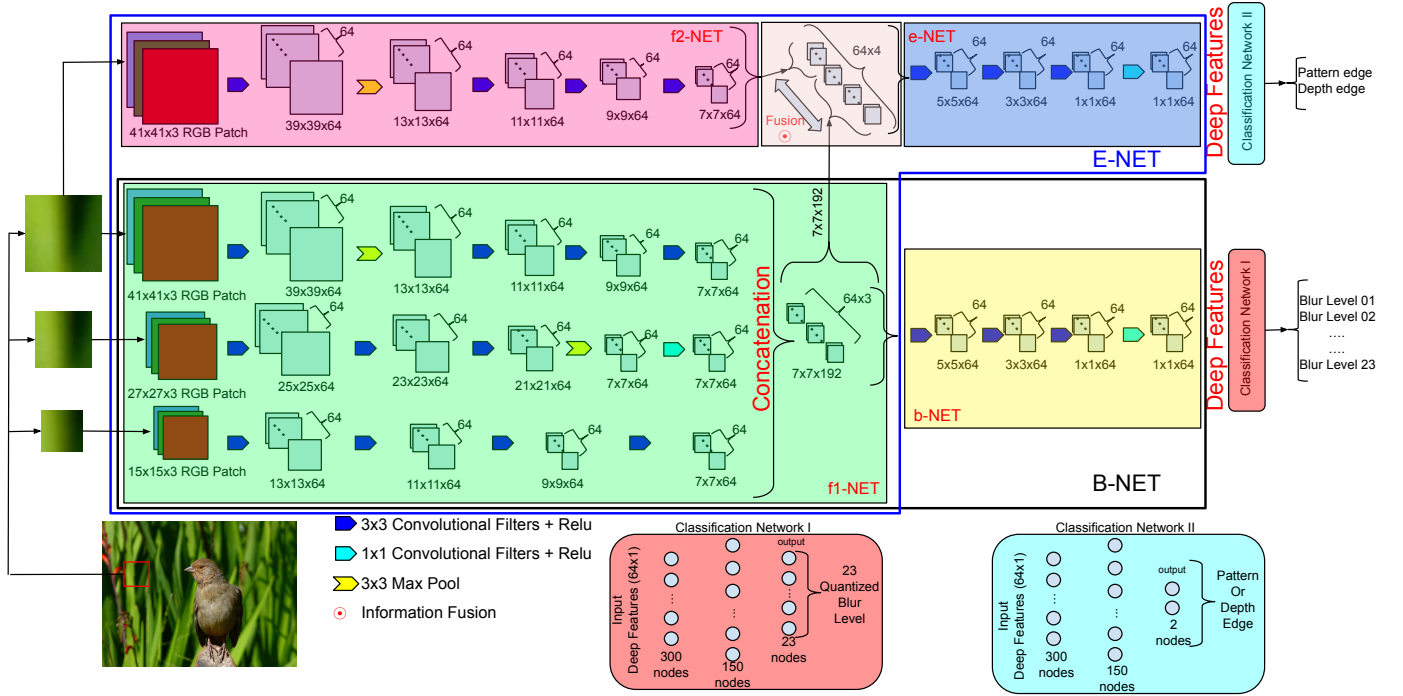 f2-NET
64
64
64
64
64
41x41x3 RGB Patch
39x39x64
13x13x64
11x11x64
9x9x64
7x7x64
64x4
Fusion
e-NET
64
64
64
64
5x5x64
3x3x64
1x1x64
1x1x64
E-NET
Deep Features
Classification Network II
Pattern edge
Depth edge
64
64
64
64
64
41x41x3 RGB Patch
39x39x64
13x13x64
11x11x64
9x9x64
7x7x64
64
64
64
64
64
27x27x3 RGB Patch
25x25x64
23x23x64
21x21x64
7x7x64
7x7x64
64
64
64
64
15x15x3 RGB Patch
13x13x64
11x11x64
9x9x64
7x7x64
Concatenation
7x7x192
64x3
7x7x192
f1-NET
64
64
64
64
5x5x64
3x3x64
1x1x64
1x1x64
b-NET
B-NET
Deep Features
Classification Network I
Blur Level 01
Blur Level 02
....
....
Blur Level 23
3x3 Convolutional Filters + Relu
1x1 Convolutional Filters + Relu
3x3 Max Pool
Information Fusion
Classification Network I
Input
Deep Features (64x1)
...
...
...
300
nodes
150
nodes
output
23
nodes
23
Quantized
Blur
Level
Classification Network II
Input
Deep Features (64x1)
...
...
300
nodes
150
nodes
output
2
nodes
Pattern
Or
Depth
Edge